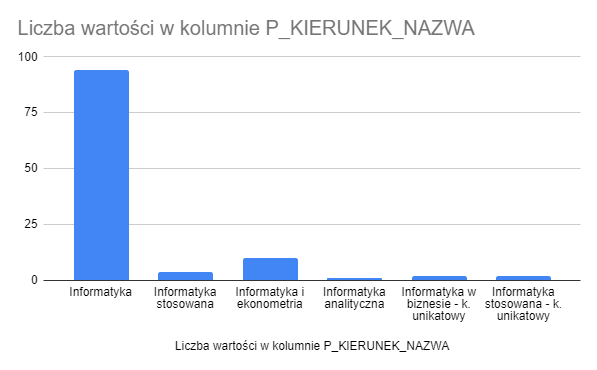 Liczba wartości w kolumnie P_KIERUNEK_NAZWA
100
75
50
25
0
Informatyka
Informatyka
stosowana
Informatyka i
ekonometria
Informatyka
analityczna
Informatyka w
biznesie - k.
unikatowy
Informatyka
stosowana - k.
unikatowy
Liczba wartości w kolumnie P_KIERUNEK_NAZWA